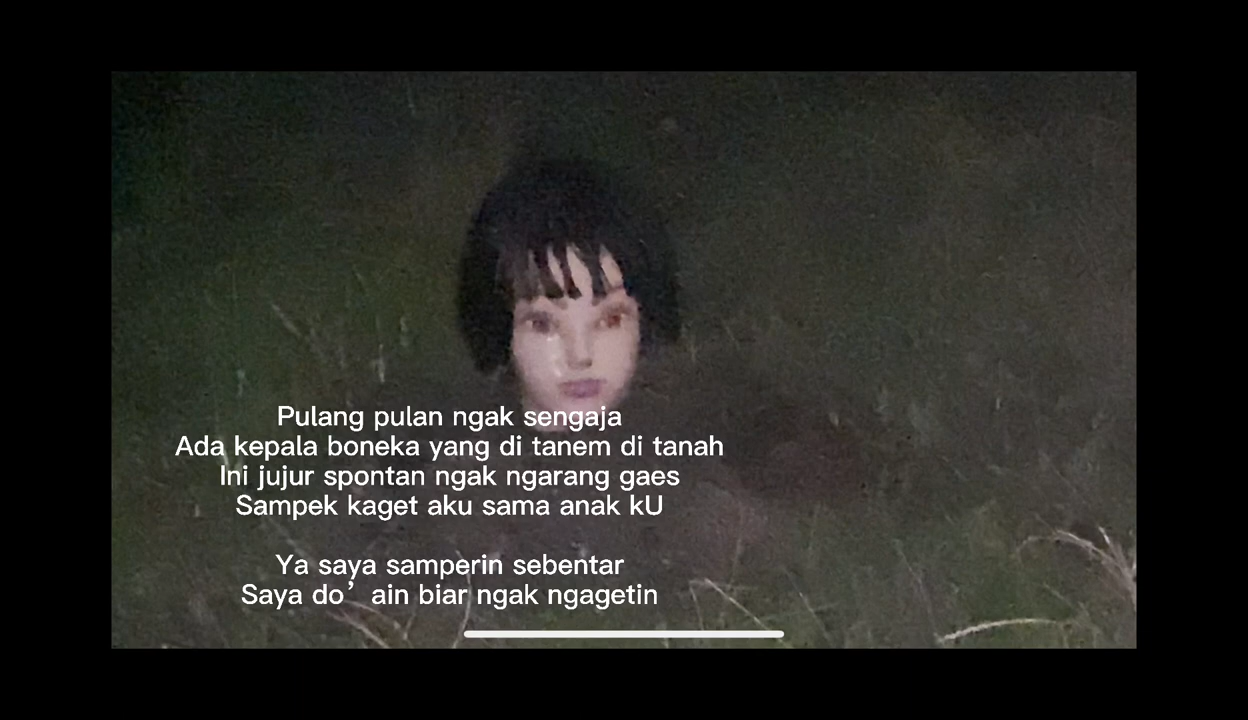 Pulang pulan ngak sengaja
Ada kepala boneka yang di tanem di tanah
Ini jujur spontan ngak ngarang gaes
Sampek kaget aku sama anak kU
Ya saya samperin sebentar
Saya do’ ain biar ngak ngagetin